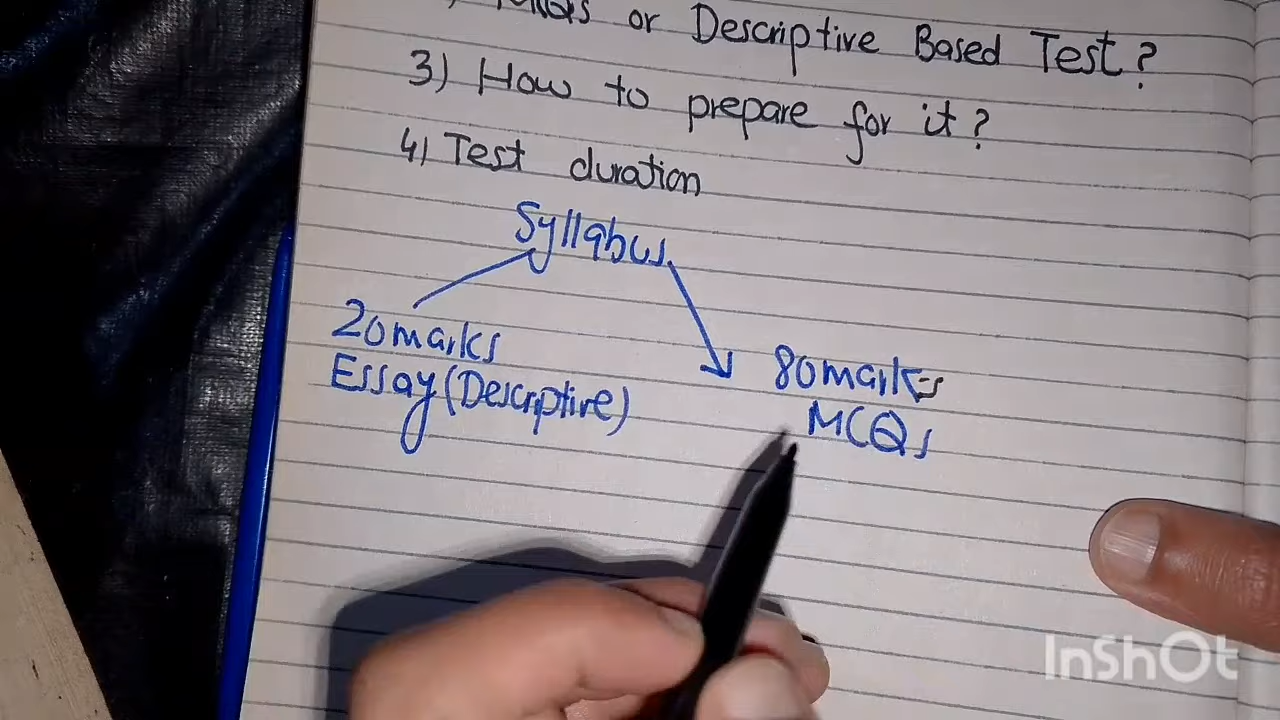 MCQs or Descriptive Based Test?
3) How to prepare for it?
4) Test duration
Syllabus
20 marks
Essay (Descriptive)
80 marks
MCQs
InShOt